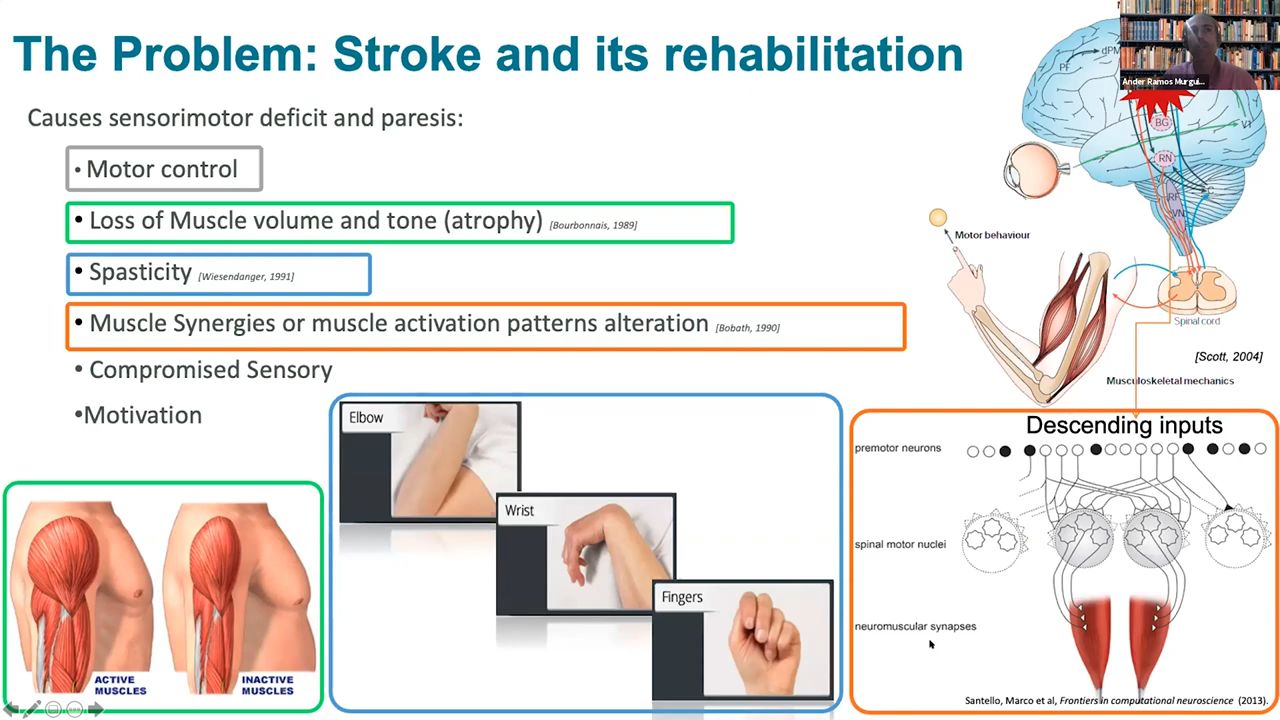 The Problem: Stroke and its rehabilitation
Causes sensorimotor deficit and paresis:
• Motor control
• Loss of Muscle volume and tone (atrophy) [Bourbonnais, 1989]
• Spasticity [Wiesendanger, 1991]
• Muscle Synergies or muscle activation patterns alteration [Bobath, 1990]
• Compromised Sensory
•Motivation
ACTIVE
MUSCLES
INACTIVE
MUSCLES
Elbow
Wrist
Fingers
Ander Ramos Murgui...
PF
dPM
BG
V1
RN
C
RF
VN
Motor behaviour
Spinal cord
[Scott, 2004]
Musculoskeletal mechanics
Descending inputs
premotor neurons
spinal motor nuclei
neuromuscular synapses
Santello, Marco et al, Frontiers in computational neuroscience (2013).